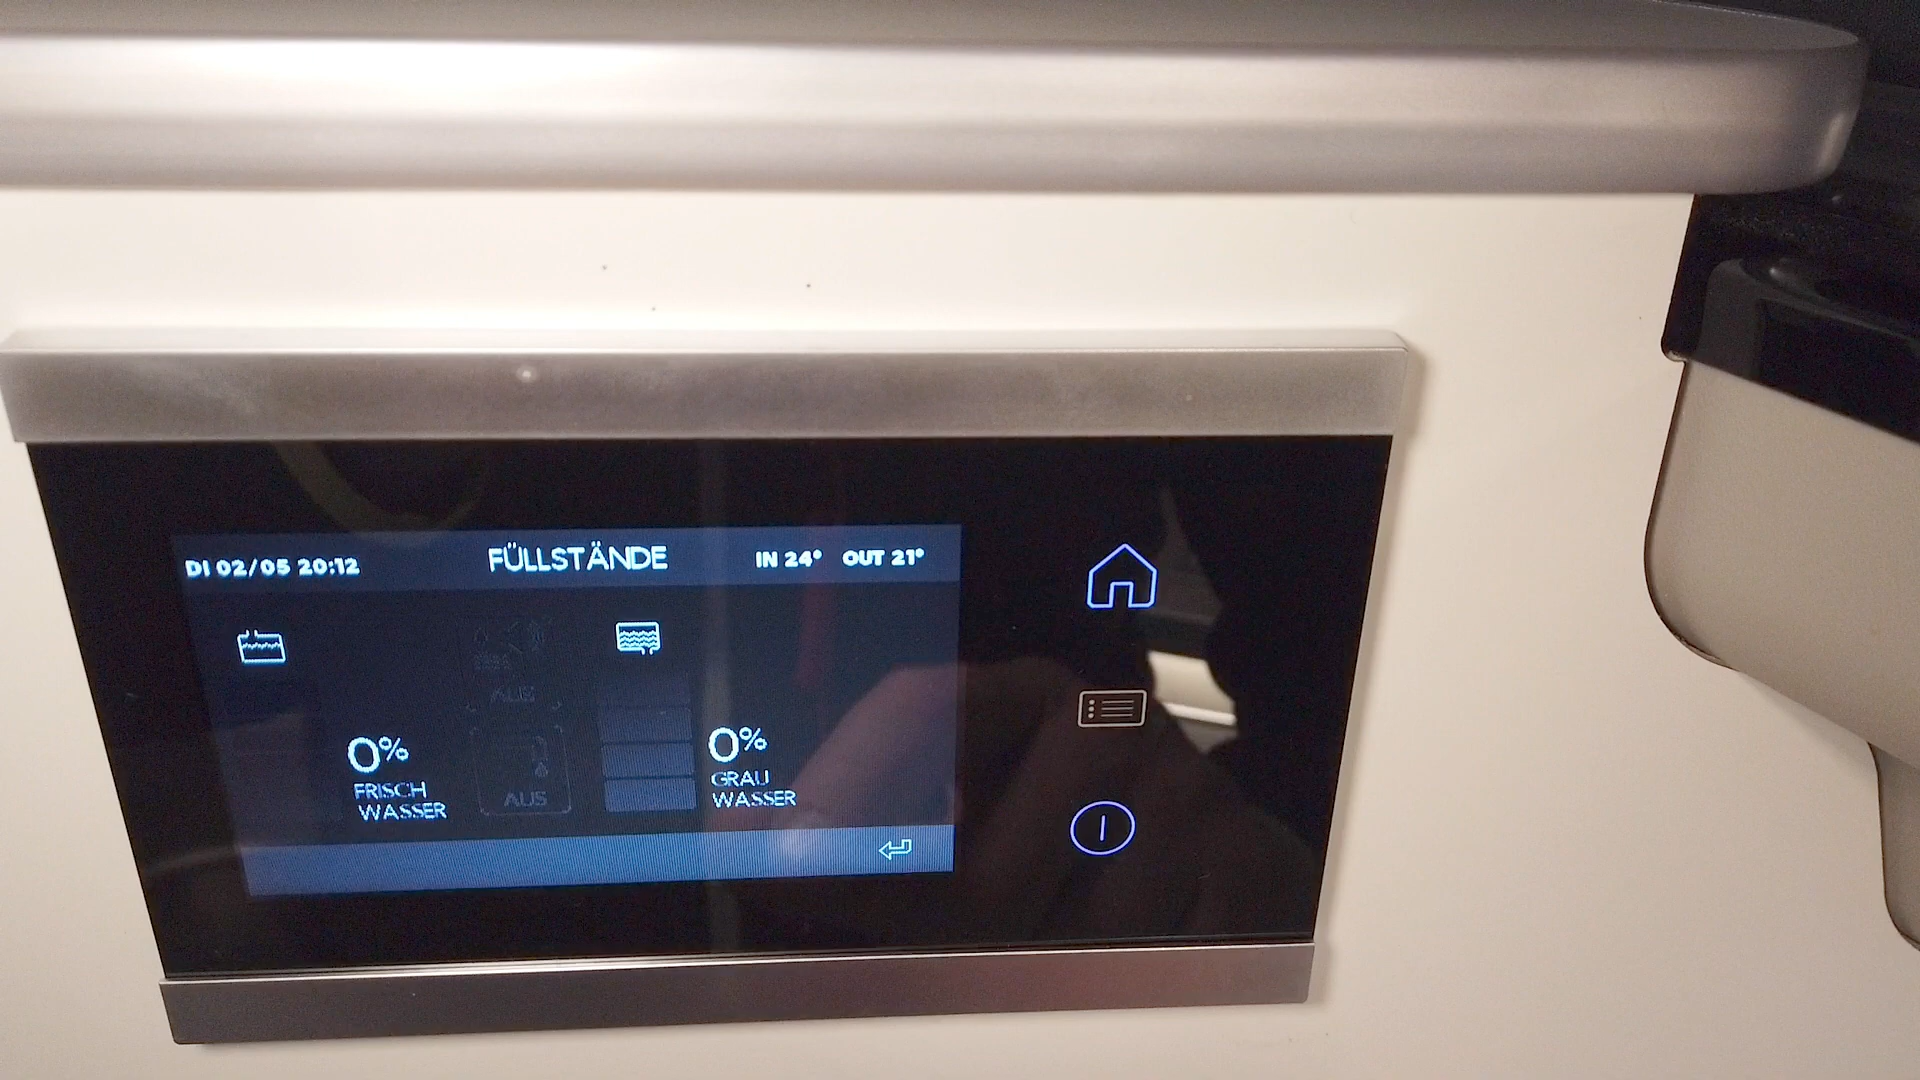 DI 02/05 20:12 FÜLLSTÄNDE IN 24° OUT 21°
AUS
0%
FRISCH
WASSER
AUS
0%
GRAU
WASSER